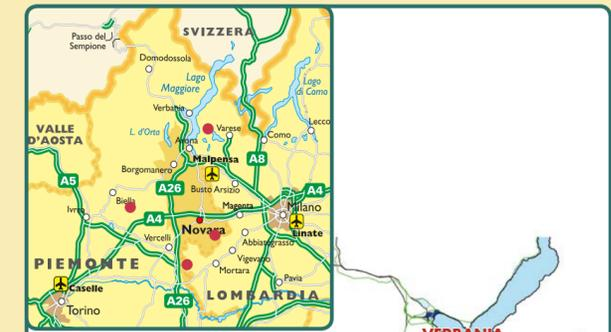 SVIZZERA
Passo del
Sempione
Domodossola
Lago
Maggiore
Lago
di Como
Verbania
Lecco
VALLE
D'AOSTA
L. d'Orta
Varese
Como
Arona
Malpensa
A8
Borgomanero
A5
A26
Busto Arsizio
A4
Biella
Ivrea
Magenta
Milano
A4
Novara
Linate
Vercelli
Abbiategrasso
Vigevano
PIEMONTE
Mortara
Pavia
Caselle
LOMBARDIA
A26
Torino
VERBANIA